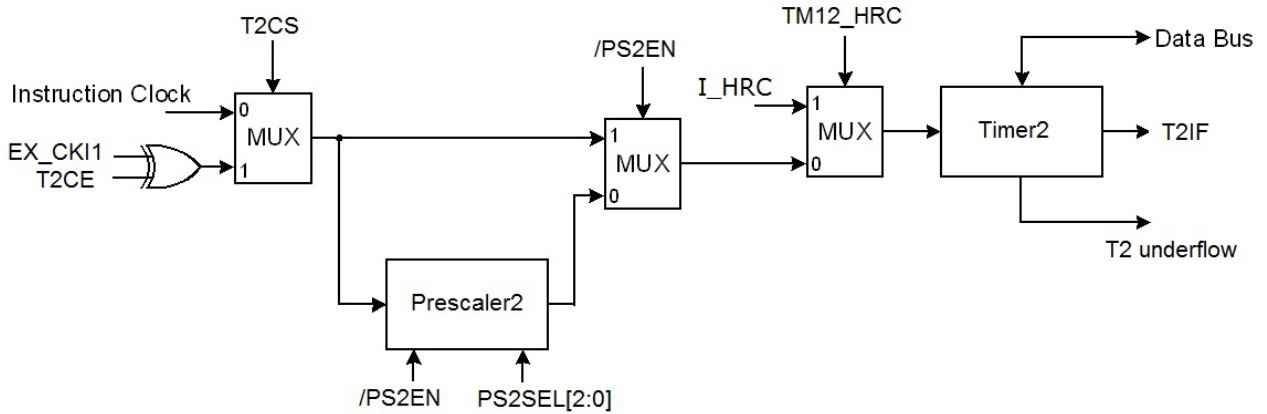 T2CS
TM12_HRC
/PS2EN
Data Bus
Instruction Clock
0
MUX
I_HRC
1
MUX
Timer2
T2IF
EX_CKI1
T2CE
1
1
MUX
0
0
T2 underflow
Prescaler2
/PS2EN
PS2SEL[2:0]